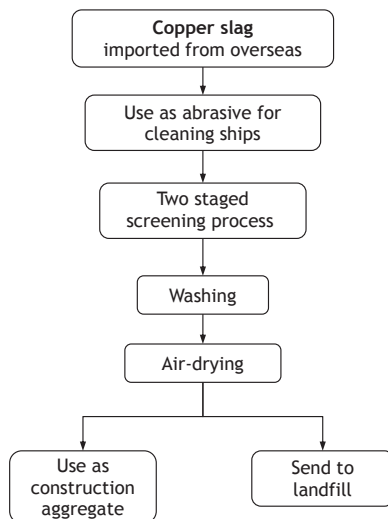 Copper slag
imported from overseas
Use as abrasive for
cleaning ships
Two staged
screening process
Washing
Air-drying
Use as
construction
aggregate
Send to
landfill